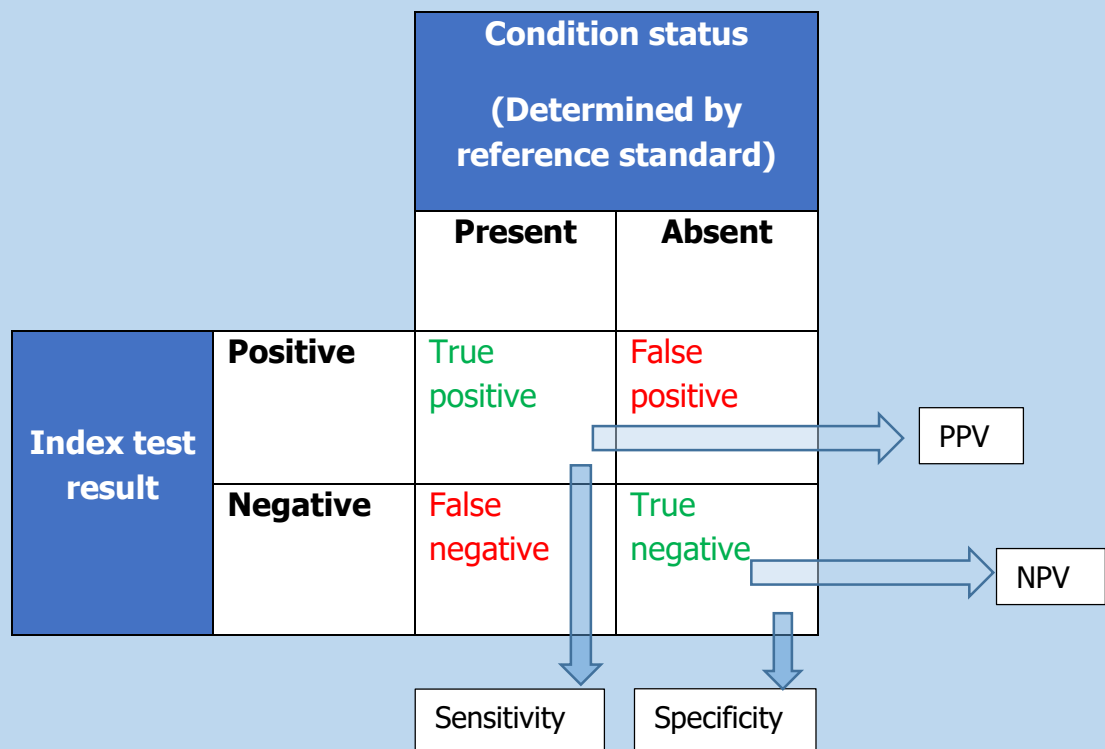 Condition status
(Determined by
reference standard)
Present
Absent
Index test
result
Positive
True
positive
False
positive
PPV
Negative
False
negative
True
negative
NPV
Sensitivity
Specificity